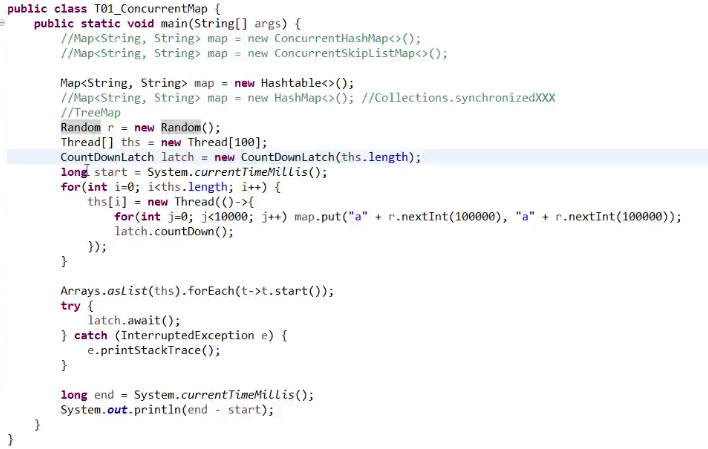 public class T01_ConcurrentMap {
    public static void main(String[] args) {
        //Map<String, String> map = new ConcurrentHashMap<>();
        //Map<String, String> map = new ConcurrentSkipListMap<>();

        Map<String, String> map = new Hashtable<>();
        //Map<String, String> map = new HashMap<>(); //Collections.synchronizedXXX
        //TreeMap
        Random r = new Random();
        Thread[] ths = new Thread[100];
        CountDownLatch latch = new CountDownLatch(ths.length);
        long start = System.currentTimeMillis();
        for(int i=0; i<ths.length; i++) {
            ths[i] = new Thread(()->{
                for(int j=0; j<10000; j++) map.put("a" + r.nextInt(100000), "a" + r.nextInt(100000));
                latch.countDown();
            });
        }

        Arrays.asList(ths).forEach(t->t.start());
        try {
            latch.await();
        } catch (InterruptedException e) {
            e.printStackTrace();
        }

        long end = System.currentTimeMillis();
        System.out.println(end - start);
    }
}